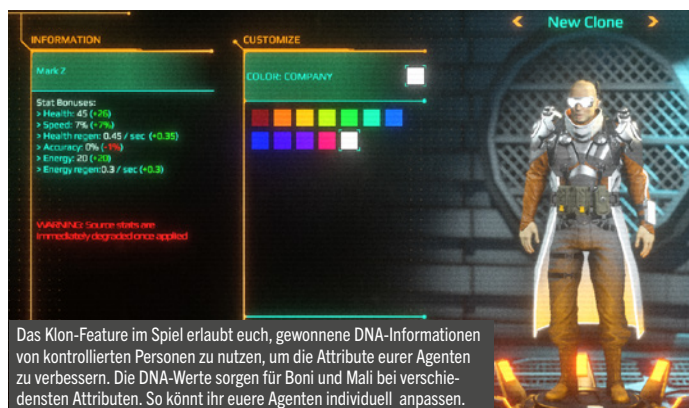 New Clone
INFORMATION
Mark 2
Stat Bonuses:
> Health: 45 (+26)
> Speed: 7% (+7%)
> Health regen: 0.45 / sec (+0.35)
> Accuracy: 0% (-1%)
> Energy: 20 (+20)
> Energy regen:0.3 / sec (+0.3)
WARNING: Source stats are
immediately degraded once applied
CUSTOMIZE
COLOR: COMPANY
Das Klon-Feature im Spiel erlaubt euch, gewonnene DNA-Informationen
von kontrollierten Personen zu nutzen, um die Attribute eurer Agenten
zu verbessern. Die DNA-Werte sorgen für Boni und Mali bei verschie-
densten Attributen. So könnt ihr euere Agenten individuell anpassen.